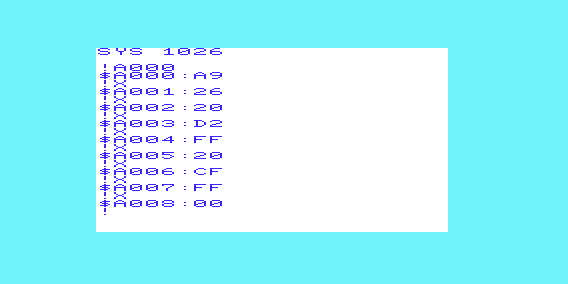 SYS 1026
!A000
$A000:A9
!X
$A001:26
!X
$A002:20
!X
$A003:D2
!X
$A004:FF
!X
$A005:20
!X
$A006:CF
!X
$A007:FF
!X
$A008:00
!